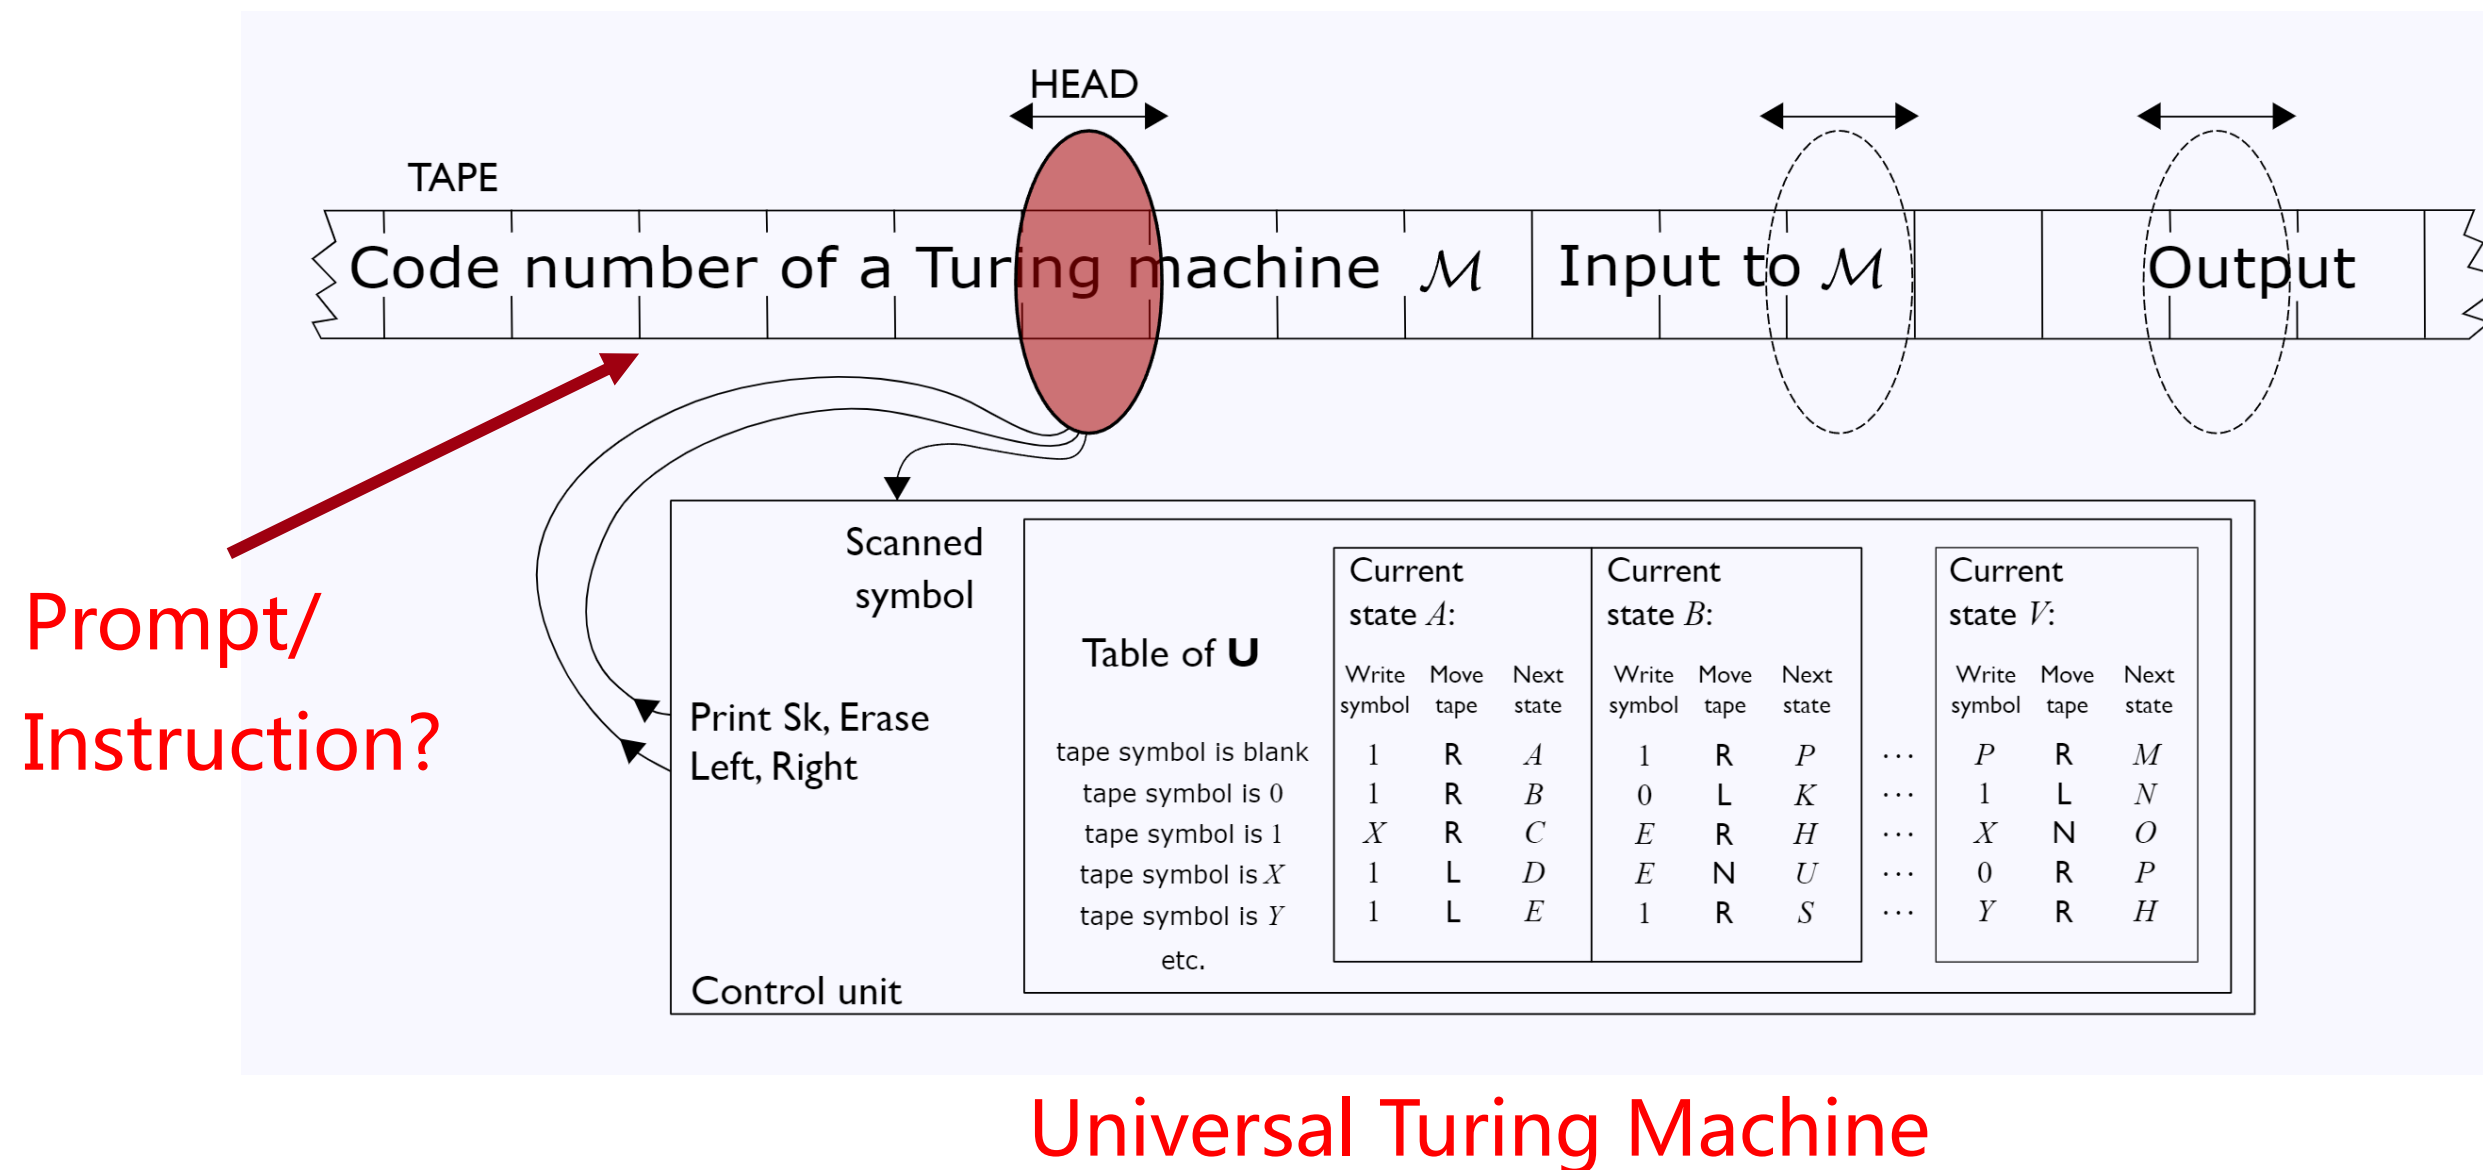 HEAD
TAPE
Code number of a Turing machine ℳ Input to ℳ Output
Prompt/
Instruction?
Scanned
symbol
Print Sk, Erase
Left, Right
Control unit
Table of U
Current Current Current
state A: state B: state V:
Write Move Next Write Move Next Write Move Next
symbol tape state symbol tape state symbol tape state
tape symbol is blank 1 R A 1 R P ... P R M
tape symbol is 0 1 R B 0 L K ... 1 L N
tape symbol is 1 X R C E R H ... X N O
tape symbol is X 1 L D E N U ... 0 R P
tape symbol is Y 1 L E 1 R S ... Y R H
etc.
Universal Turing Machine